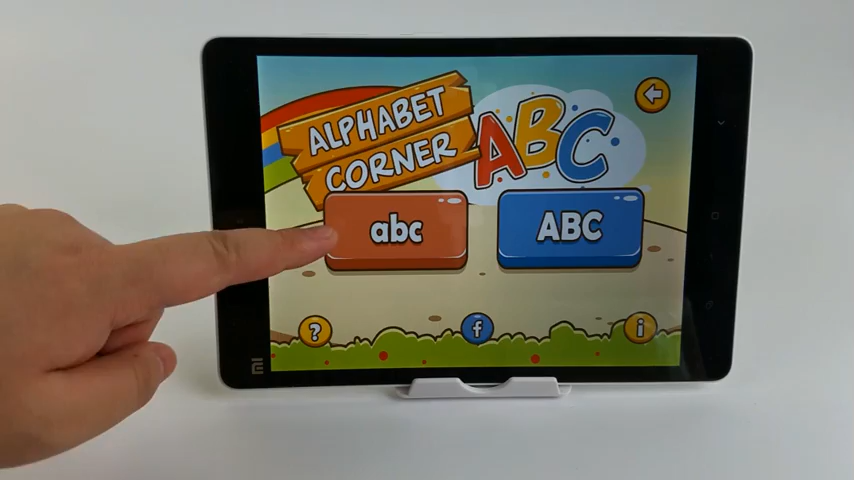 ALPHABET
CORNER
ABC
abc
ABC
?
f
i
mi